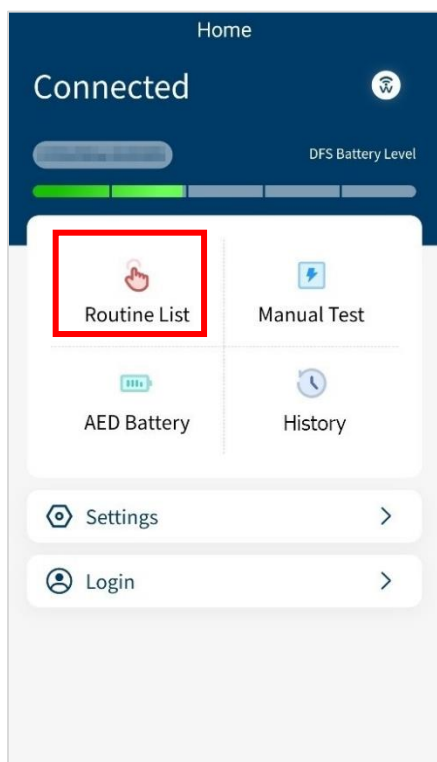 Home
Connected
DFS Battery Level
Routine List
Manual Test
AED Battery
History
Settings
Login